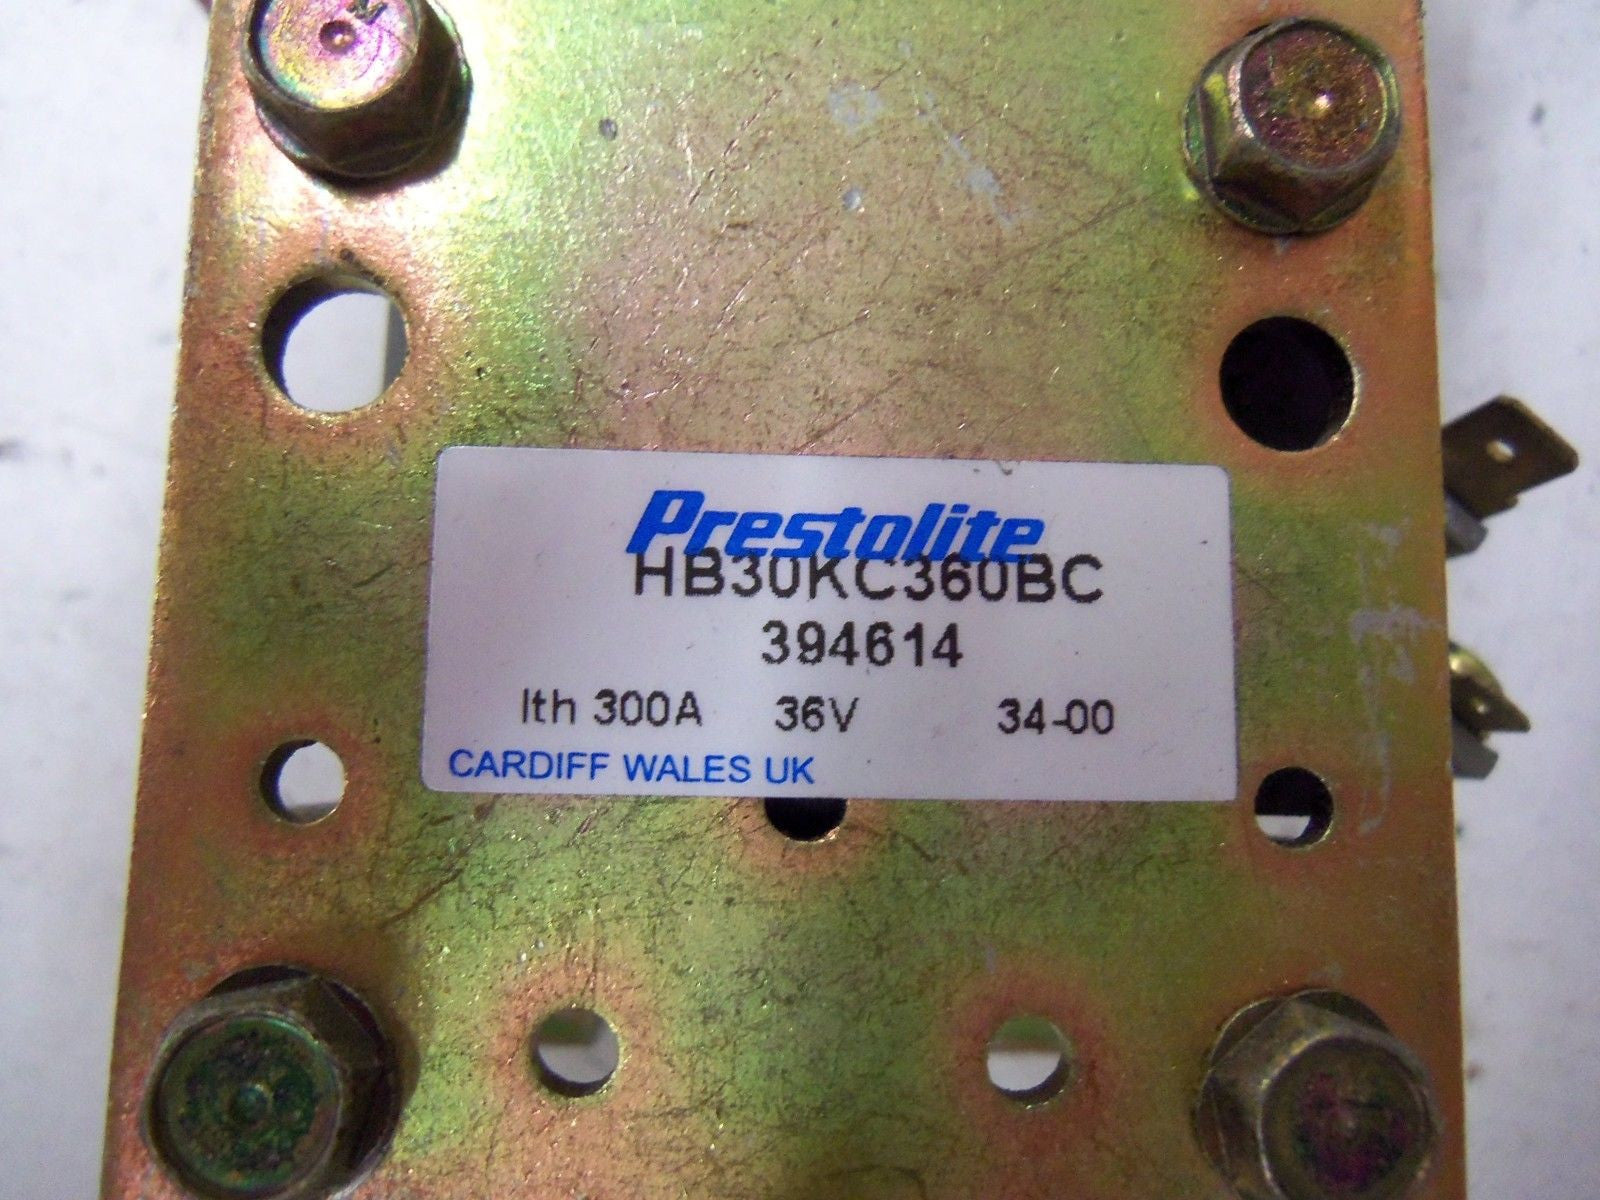 Prestolite
HB30KC360BC
394614
Ith 300A 36V 34-00
CARDIFF WALES UK